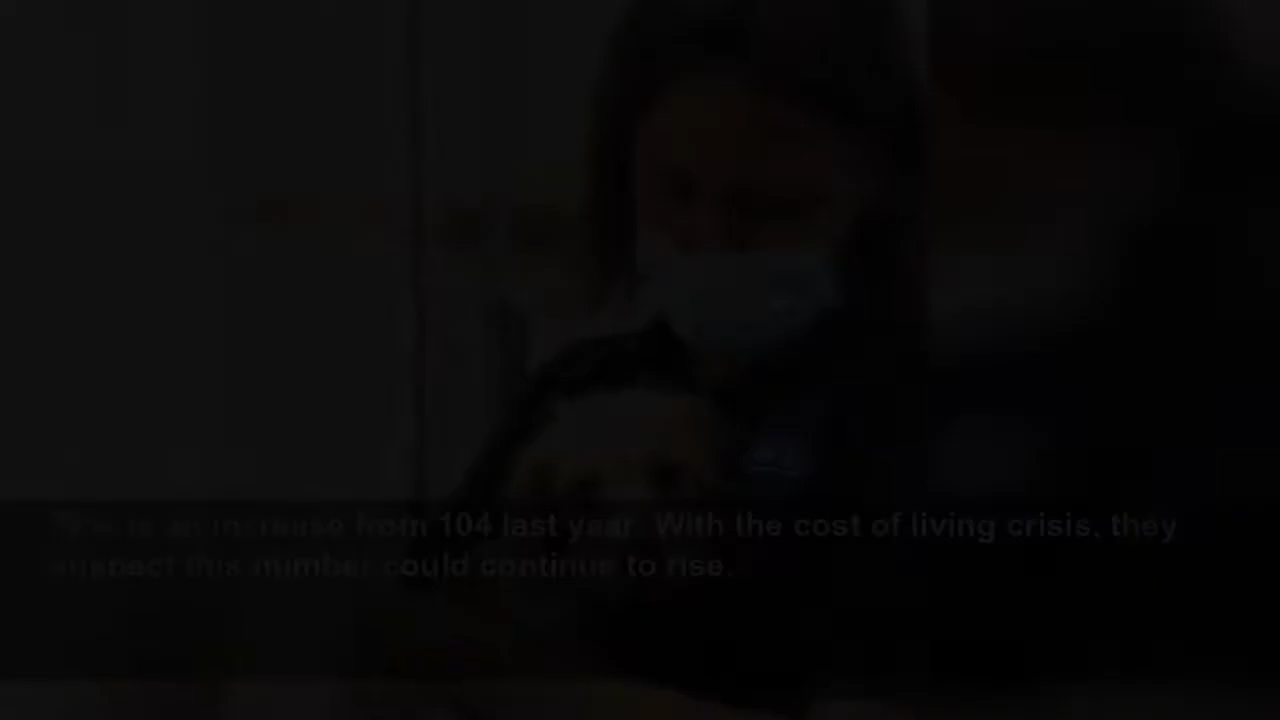 This is an increase from 104 last year. With the cost of living crisis, they
suspect this number could continue to rise.